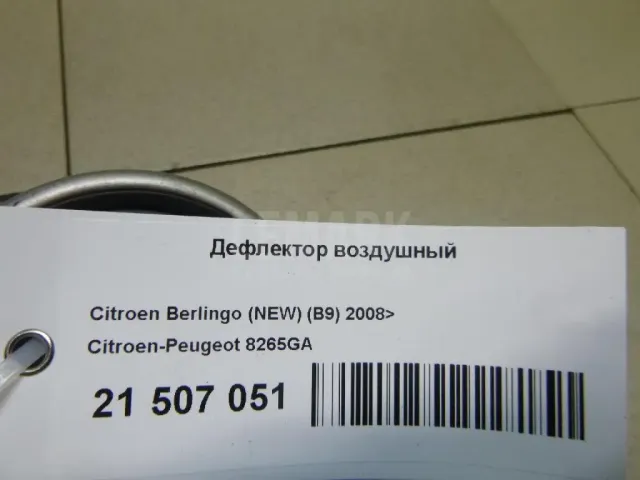 Дефлектор воздушный
Citroen Berlingo (NEW) (B9) 2008>
Citroen-Peugeot 8265GA
21 507 051